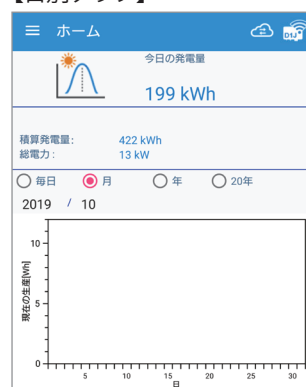 【日別グラフ】
ホーム
D1J
今日の発電量
199 kWh
積算発電量: 422 kWh
総電力: 13 kW
毎日 月 年 20年
2019 / 10
現在の生産[Wh]
10
5
0
5 10 15 20 25 30
日